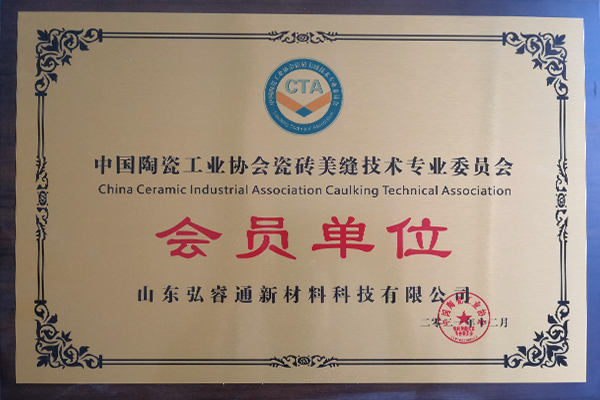 CTA
中国陶瓷工业协会瓷砖美缝技术专业委员会
China Ceramic Industrial Association Caulking Technical Association
会员单位
山东弘睿通新材料科技有限公司